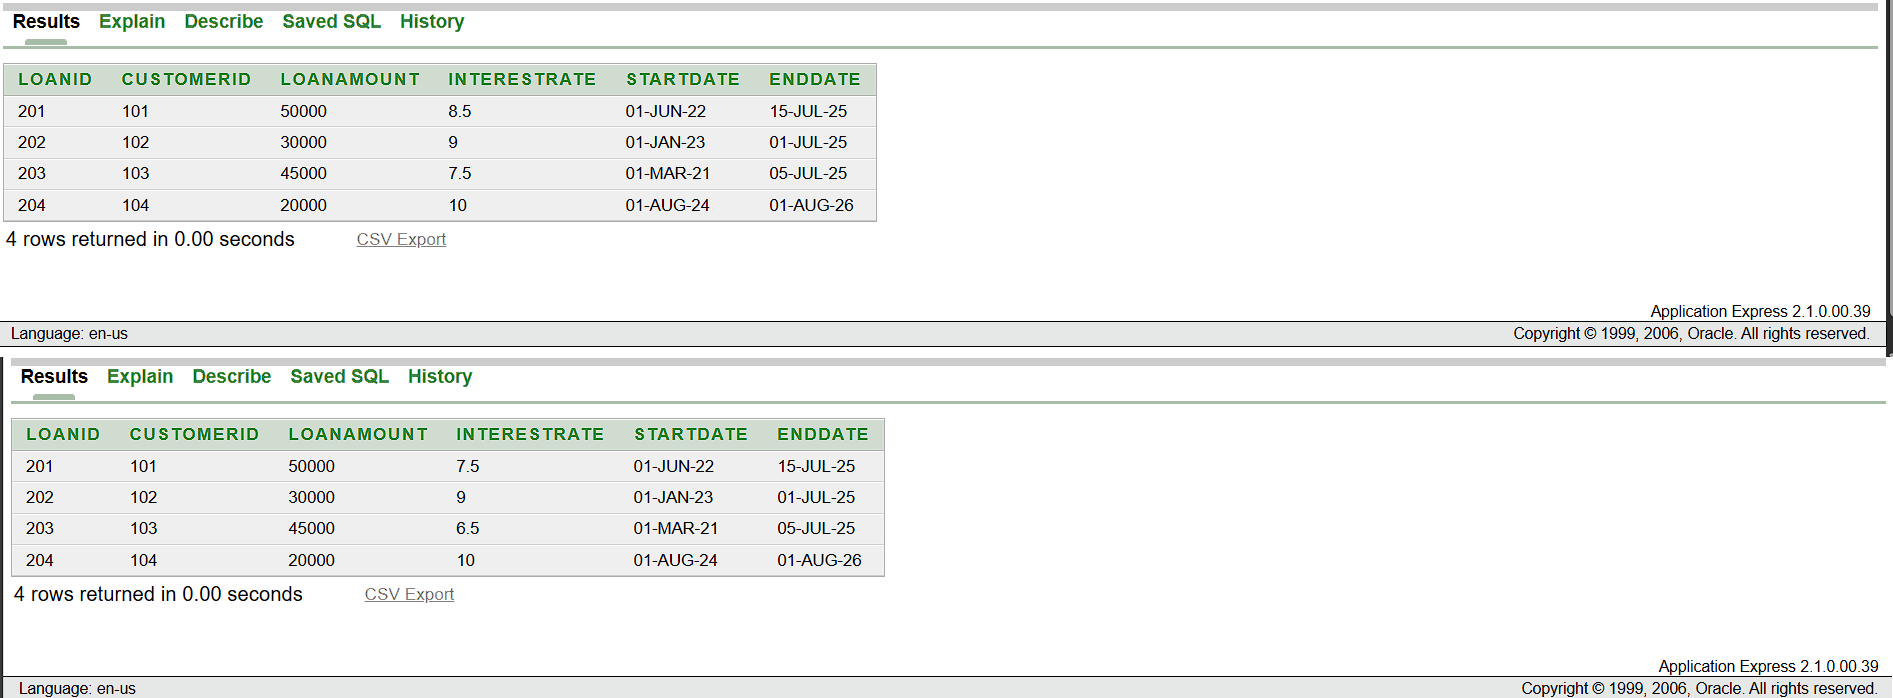 Results Explain Describe Saved SQL History
LOANID CUSTOMERID LOANAMOUNT INTERESTRATE STARTDATE ENDDATE
201 101 50000 8.5 01-JUN-22 15-JUL-25
202 102 30000 9 01-JAN-23 01-JUL-25
203 103 45000 7.5 01-MAR-21 05-JUL-25
204 104 20000 10 01-AUG-24 01-AUG-26
4 rows returned in 0.00 seconds CSV Export
Application Express 2.1.0.00.39
Language: en-us Copyright © 1999, 2006, Oracle. All rights reserved.
Results Explain Describe Saved SQL History
LOANID CUSTOMERID LOANAMOUNT INTERESTRATE STARTDATE ENDDATE
201 101 50000 7.5 01-JUN-22 15-JUL-25
202 102 30000 9 01-JAN-23 01-JUL-25
203 103 45000 6.5 01-MAR-21 05-JUL-25
204 104 20000 10 01-AUG-24 01-AUG-26
4 rows returned in 0.00 seconds CSV Export
Application Express 2.1.0.00.39
Language: en-us Copyright © 1999, 2006, Oracle. All rights reserved.